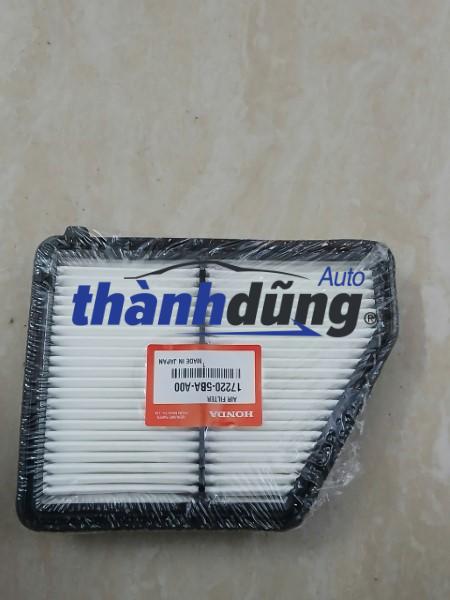 Auto
thànhdũng®
HONDA
AIR FILTER
17220-5BA-A00
MADE IN JAPAN